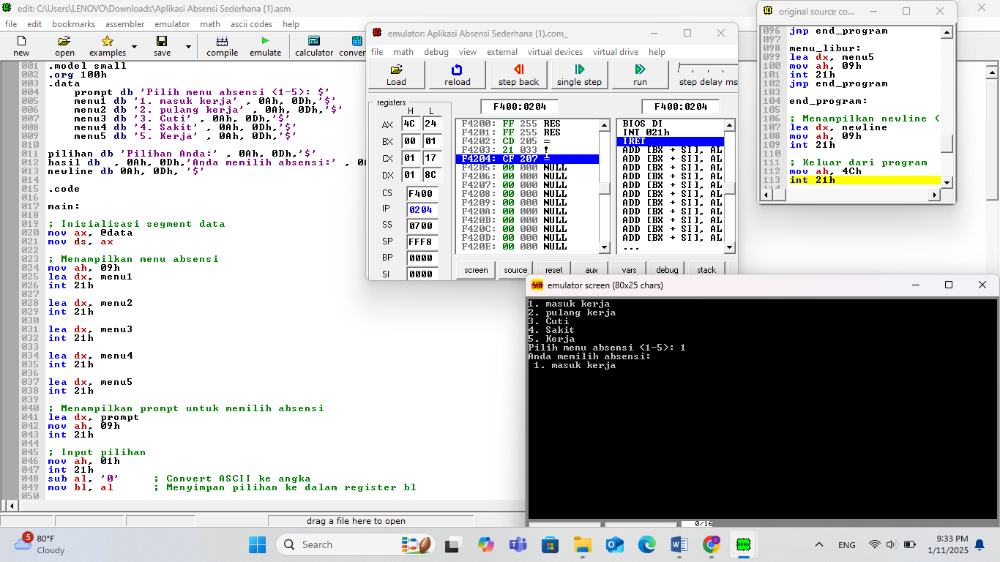 edit: C:\Users\LENOVO\Downloads\Aplikasi Absensi Sederhana (1).asm
file edit bookmarks assembler emulator math ascii codes help
new open examples save compile emulate calculator conver
001 .model small
002 .org 100h
003 .data
004 prompt db 'Pilih menu absensi <1-5>: $'
005 menu1 db '1. masuk kerja' , 0Ah, 0Dh,'$'
006 menu2 db '2. pulang kerja' , 0Ah, 0Dh,'$'
007 menu3 db '3. Cuti' , 0Ah, 0Dh,'$'
008 menu4 db '4. Sakit' , 0Ah, 0Dh,'$'
009 menu5 db '5. Kerja' , 0Ah, 0Dh,'$'
010
011 pilihan db 'Pilihan Anda:' , 0Ah, 0Dh,'$'
012 hasil db , 0Ah, 0Dh,'Anda memilih absensi:' , 0A
013 newline db 0Ah, 0Dh, '$'
014
015 .code
016
017 main:
018
019 ; Inisialisasi segment data
020 mov ax, @data
021 mov ds, ax
022
023 ; Menampilkan menu absensi
024 mov ah, 09h
025 lea dx, menu1
026 int 21h
027
028 lea dx, menu2
029 int 21h
030
031 lea dx, menu3
032 int 21h
033
034 lea dx, menu4
035 int 21h
036
037 lea dx, menu5
038 int 21h
039
040 ; Menampilkan prompt untuk memilih absensi
041 lea dx, prompt
042 mov ah, 09h
043 int 21h
044
045 ; Input pilihan
046 mov ah, 01h
047 int 21h
048 sub al, '0' ; Convert ASCII ke angka
049 mov bl, al ; Menyimpan pilihan ke dalam register bl
050
drag a file here to open
emulator: Aplikasi Absensi Sederhana (1).com_
file math debug view external virtual devices virtual drive help
Load reload step back single step run step delay ms
registers
H L
AX 4C 24
BX 00 01
CX 01 17
DX 01 8C
CS F400
IP 0204
SS 0700
SP FFF8
BP 0000
SI 0000
F400:0204
F4200: FF 255 RES
F4201: FF 255 RES
F4202: CD 205 =
F4203: 21 033 !
F4204: CF 207 ╧
F4205: 00 000 NULL
F4206: 00 000 NULL
F4207: 00 000 NULL
F4208: 00 000 NULL
F4209: 00 000 NULL
F420A: 00 000 NULL
F420B: 00 000 NULL
F420C: 00 000 NULL
F420D: 00 000 NULL
F420E: 00 000 NULL
F400:0204
BIOS DI
INT 021h
IRET
ADD [BX + SI], AL
ADD [BX + SI], AL
ADD [BX + SI], AL
ADD [BX + SI], AL
ADD [BX + SI], AL
ADD [BX + SI], AL
ADD [BX + SI], AL
ADD [BX + SI], AL
ADD [BX + SI], AL
ADD [BX + SI], AL
ADD [BX + SI], AL
...
screen source reset aux vars debug stack
original source co...
096 jmp end_program
097
098 menu_libur:
099 lea dx, menu5
100 mov ah, 09h
101 int 21h
102 jmp end_program
103
104 end_program:
105
106 ; Menampilkan newline <
107 lea dx, newline
108 mov ah, 09h
109 int 21h
110
111 ; Keluar dari program
112 mov ah, 4Ch
113 int 21h
114
emulator screen (80x25 chars)
1. masuk kerja
2. pulang kerja
3. Cuti
4. Sakit
5. Kerja
Pilih menu absensi <1-5>: 1
Anda memilih absensi:
1. masuk kerja
0/16
5
80°F
Cloudy
Search
ENG
9:33 PM
1/11/2025